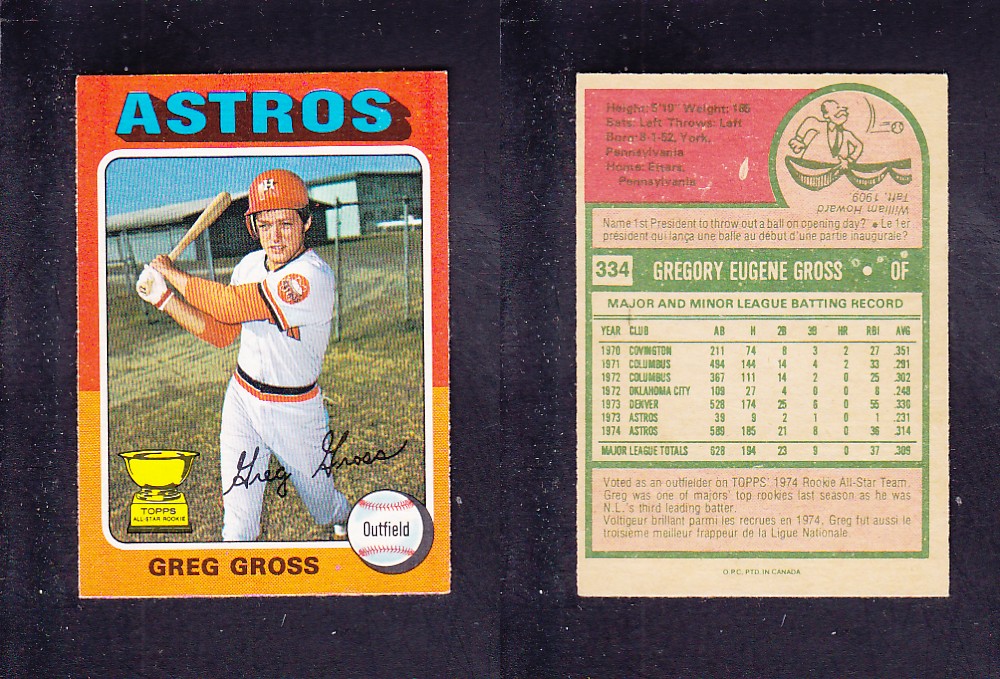 ASTROS
H
Greg Gross
TOPPS
ALL-STAR ROOKIE
Outfield
GREG GROSS
Height: 5'10" Weight: 165
Bats: Left Throws: Left
Born: 8-1-52, York,
Pennsylvania
Home: Etters,
Pennsylvania
William Howard
Taft, 1909
Name 1st President to throw out a ball on opening day? • Le 1er
président qui lança une balle au début d'une partie inaugurale?
334 GREGORY EUGENE GROSS • OF
MAJOR AND MINOR LEAGUE BATTING RECORD
YEAR CLUB AB H 2B 3B HR RBI AVG
1970 COVINGTON 211 74 8 3 2 27 .351
1971 COLUMBUS 494 144 14 4 2 33 .291
1972 COLUMBUS 367 111 14 2 0 25 .302
1972 OKLAHOMA CITY 109 27 4 0 0 8 .248
1973 DENVER 528 174 25 6 0 55 .330
1973 ASTROS 39 9 2 1 0 1 .231
1974 ASTROS 589 185 21 8 0 36 .314
MAJOR LEAGUE TOTALS 628 194 23 9 0 37 .309
Voted as an outfielder on TOPPS' 1974 Rookie All-Star Team.
Greg was one of majors' top rookies last season as he was
N.L.'s third leading batter.
Voltigeur brillant parmi les recrues en 1974, Greg fut aussi le
troisième meilleur frappeur de la Ligue Nationale.
O.P.C. PTD. IN CANADA